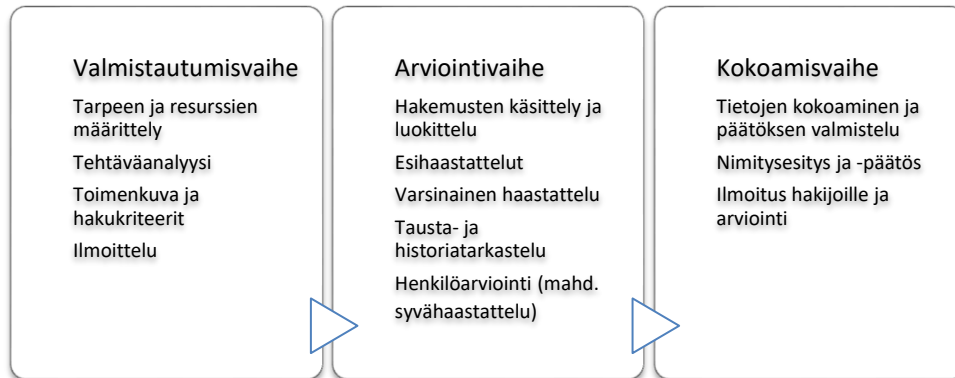 Valmistautumisvaihe
Tarpeen ja resurssien
määrittely
Tehtäväanalyysi
Toimenkuva ja
hakukriteerit
Ilmoittelu
Arviointivaihe
Hakemusten käsittely ja
luokittelu
Esihaastattelut
Varsinainen haastattelu
Tausta- ja
historiatarkastelu
Henkilöarviointi (mahd.
syvähaastattelu)
Kokoamisvaihe
Tietojen kokoaminen ja
päätöksen valmistelu
Nimitysesitys ja -päätös
Ilmoitus hakijoille ja
arviointi